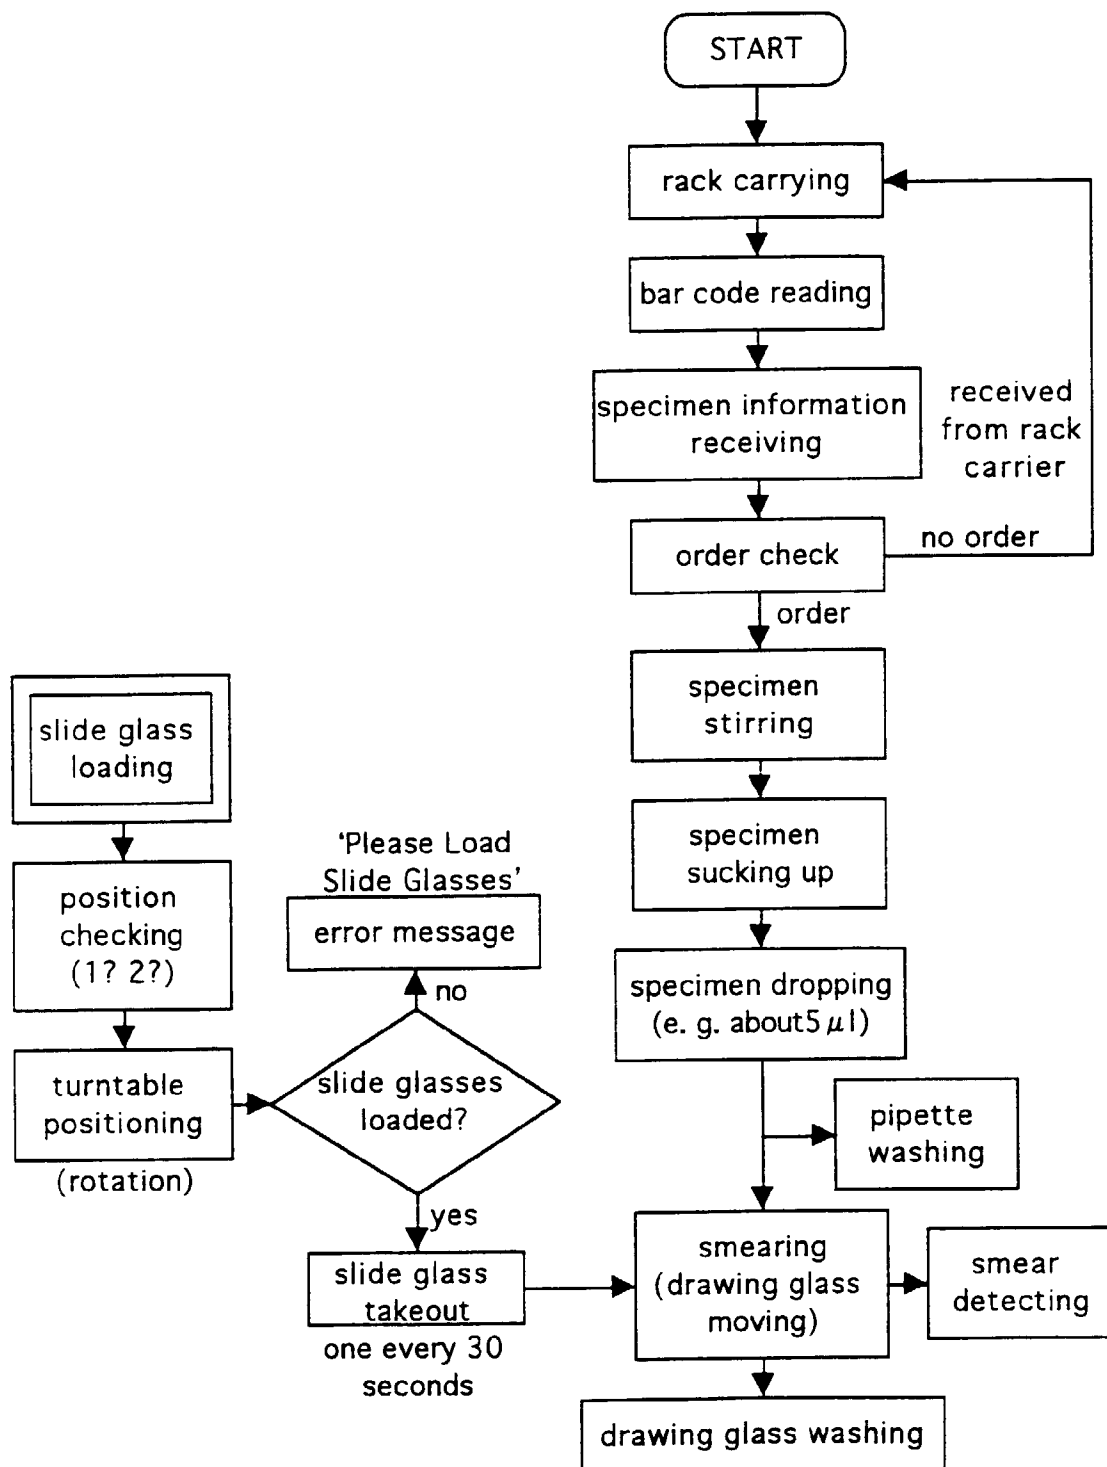 START
rack carrying
bar code reading
specimen information
receiving
received
from rack
carrier
order check
no order
order
specimen
stirring
specimen
sucking up
specimen dropping
(e. g. about5 μl)
pipette
washing
slide glass
loading
position
checking
(1? 2?)
turntable
positioning
(rotation)
'Please Load
Slide Glasses'
error message
no
slide glasses
loaded?
yes
slide glass
takeout
one every 30
seconds
smearing
(drawing glass
moving)
smear
detecting
drawing glass washing